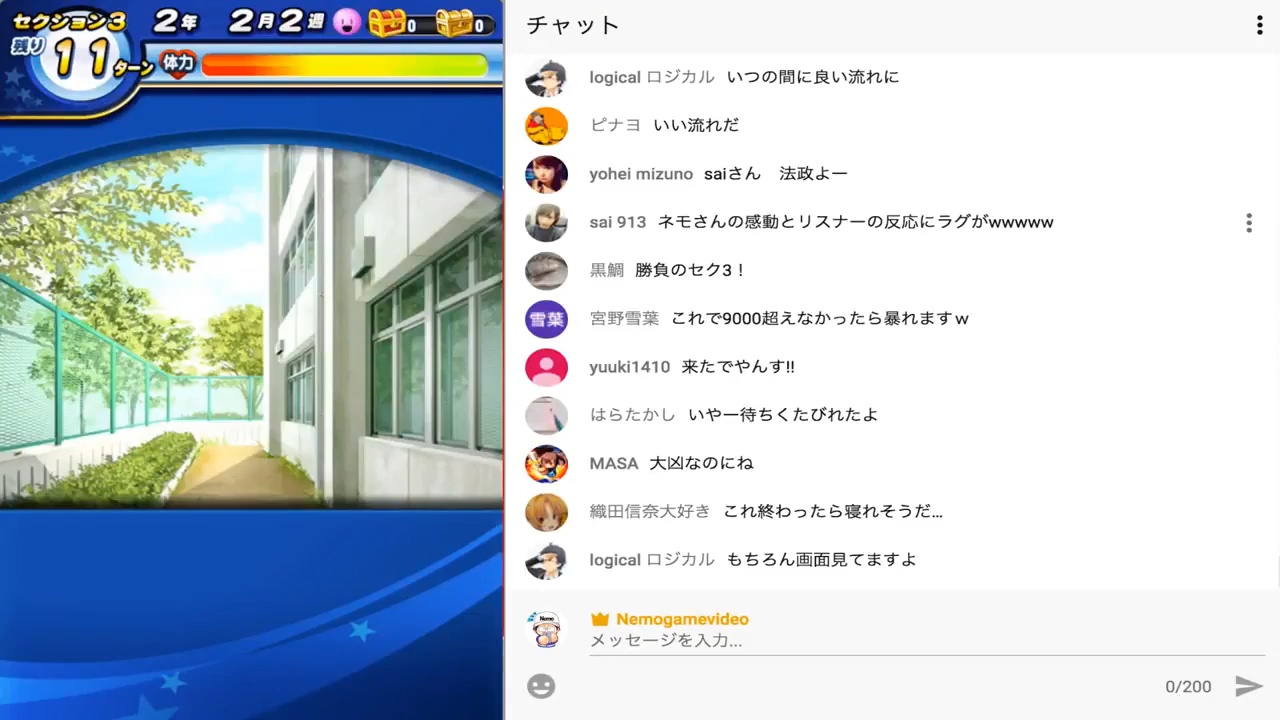 セクション3 2年 2月2週 0 0
残り11ターン 体力
チャット
logical ロジカル いつの間に良い流れに
ピナヨ いい流れだ
yohei mizuno saiさん 法政よー
sai 913 ネモさんの感動とリスナーの反応にラグがwwwww
黒鯛 勝負のセク3！
雪葉 宮野雪葉 これで9000超えなかったら暴れますｗ
yuuki1410 来たでやんす!!
はらたかし いや一待ちくたびれたよ
MASA 大凶なのにね
織田信奈大好き これ終わったら寝れそうだ…
logical ロジカル もちろん画面見てますよ
Nemo Nemogamevideo
メッセージを入力...
0/200